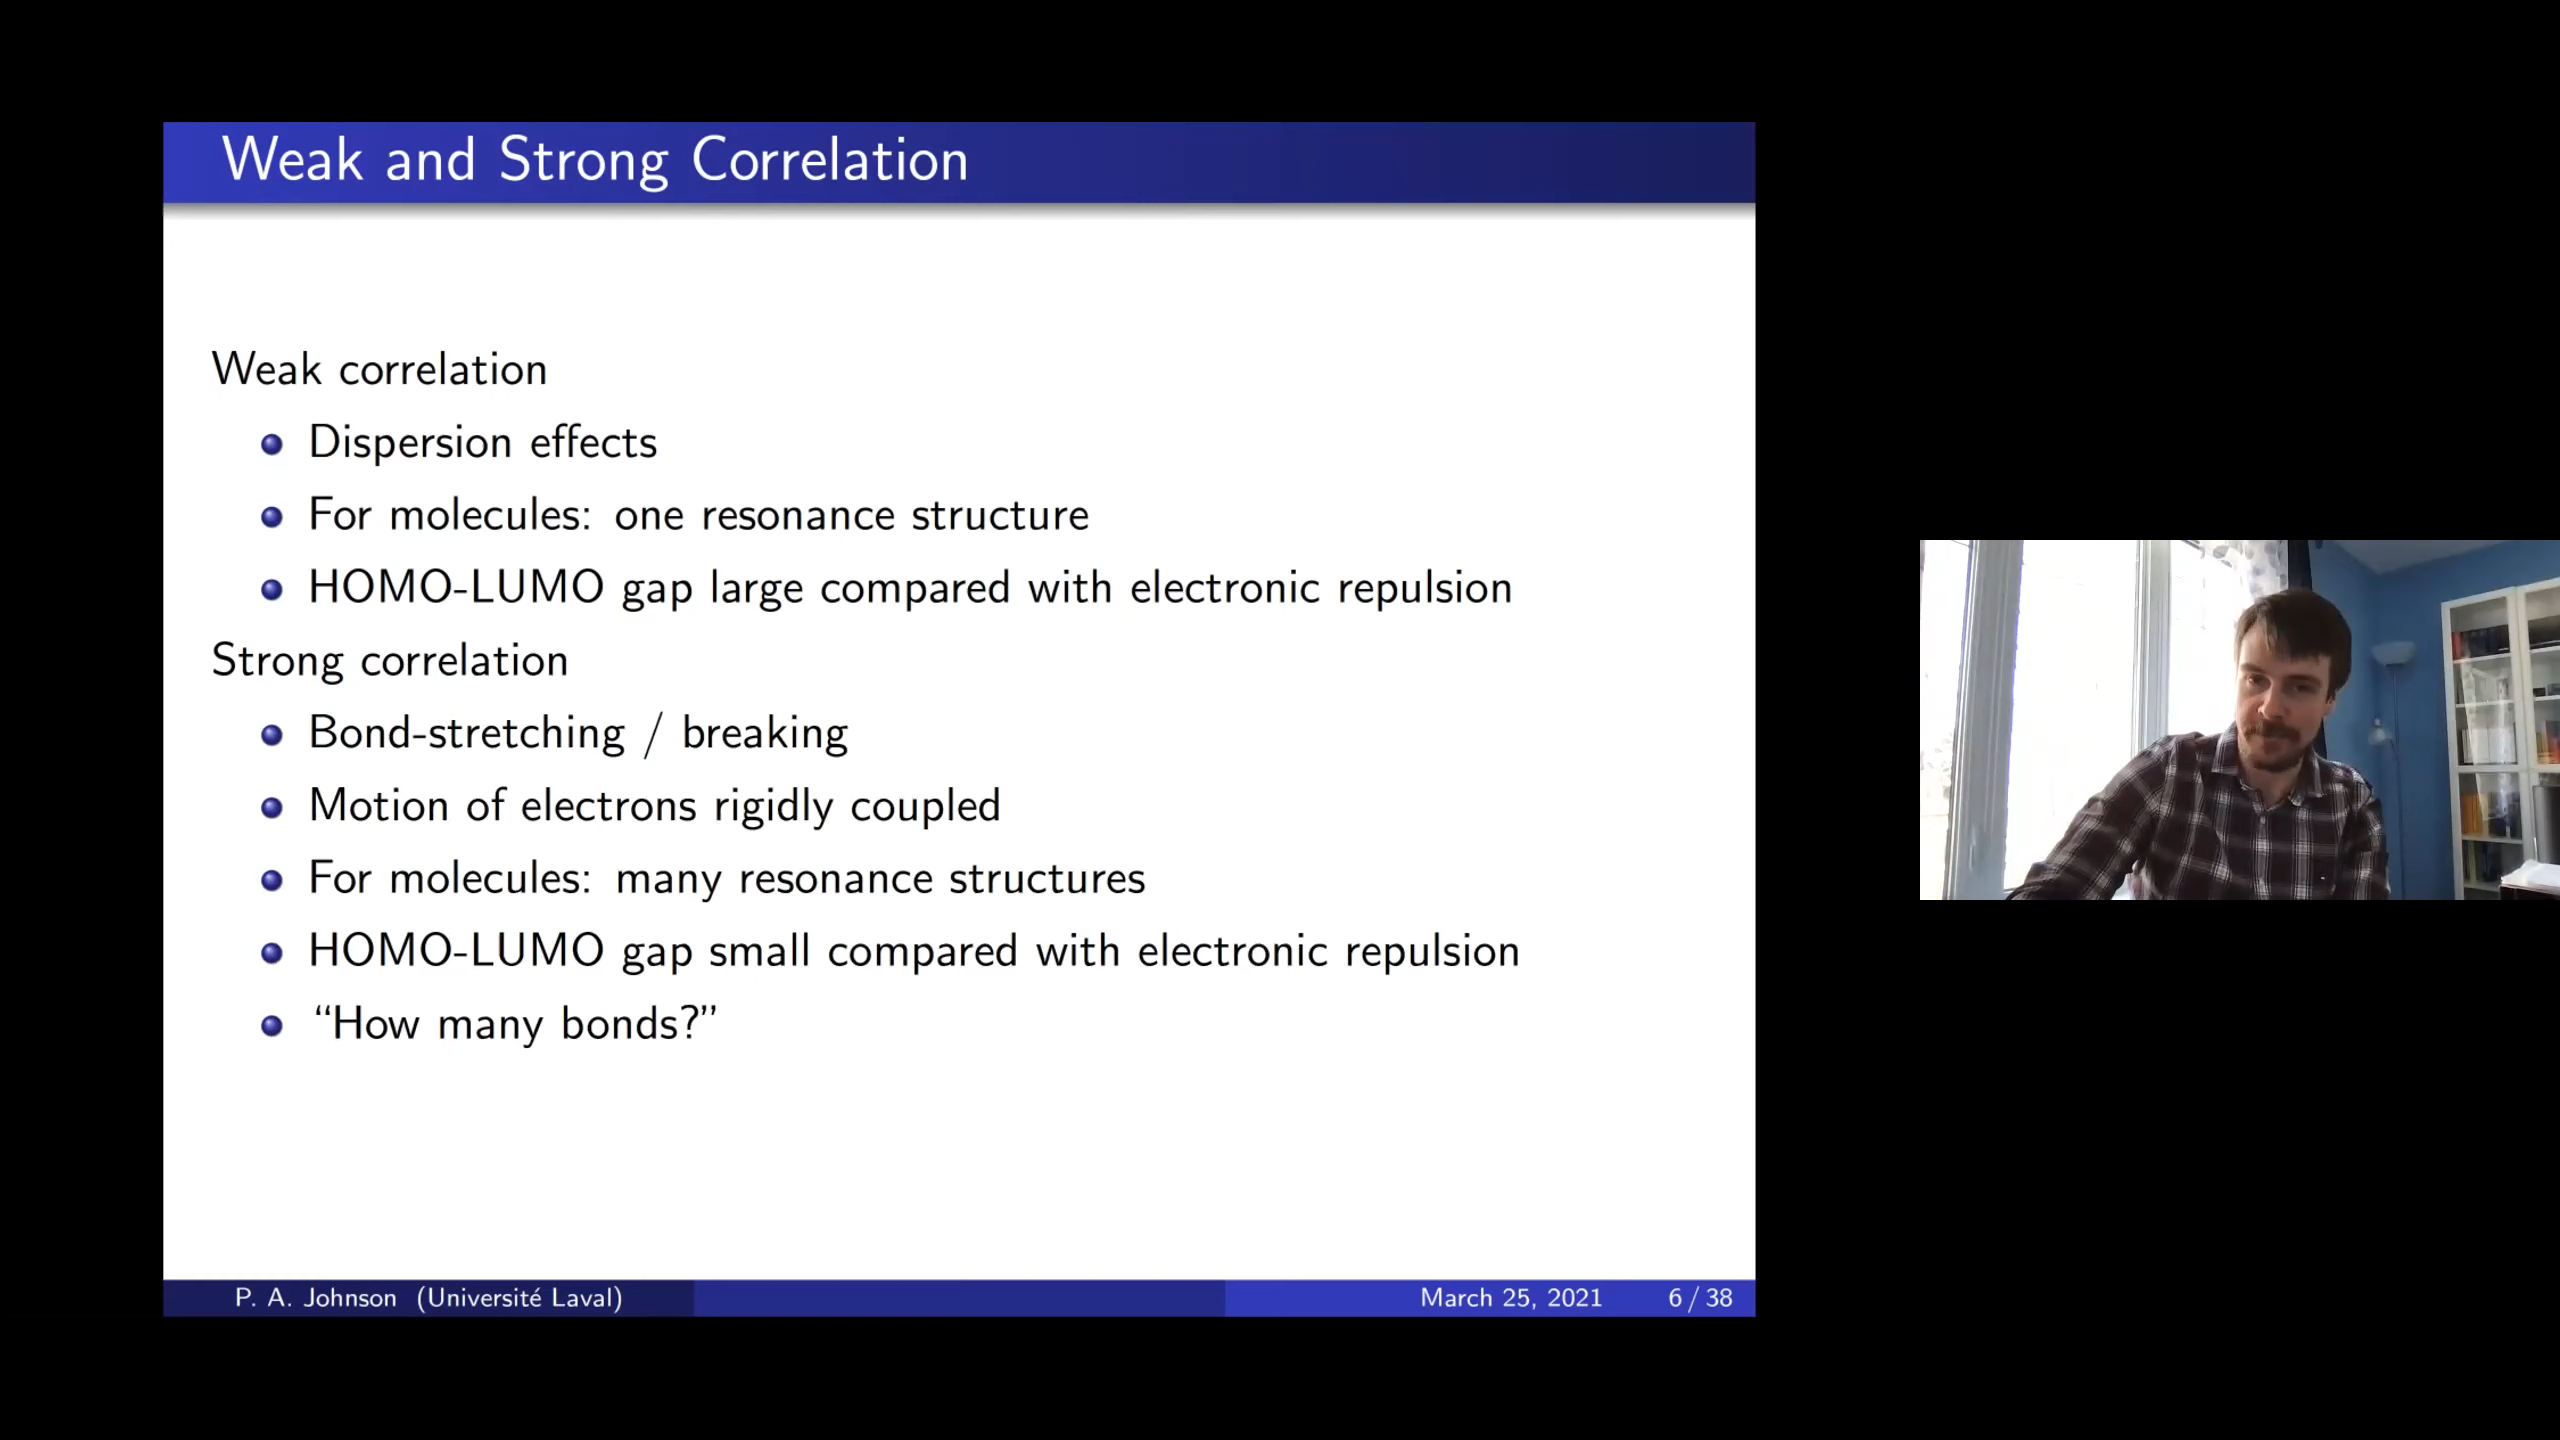 Weak and Strong Correlation
Weak correlation
Dispersion effects
For molecules: one resonance structure
HOMO-LUMO gap large compared with electronic repulsion
Strong correlation
Bond-stretching / breaking
Motion of electrons rigidly coupled
For molecules: many resonance structures
HOMO-LUMO gap small compared with electronic repulsion
“How many bonds?”
P. A. Johnson (Université Laval)
March 25, 2021
6 / 38